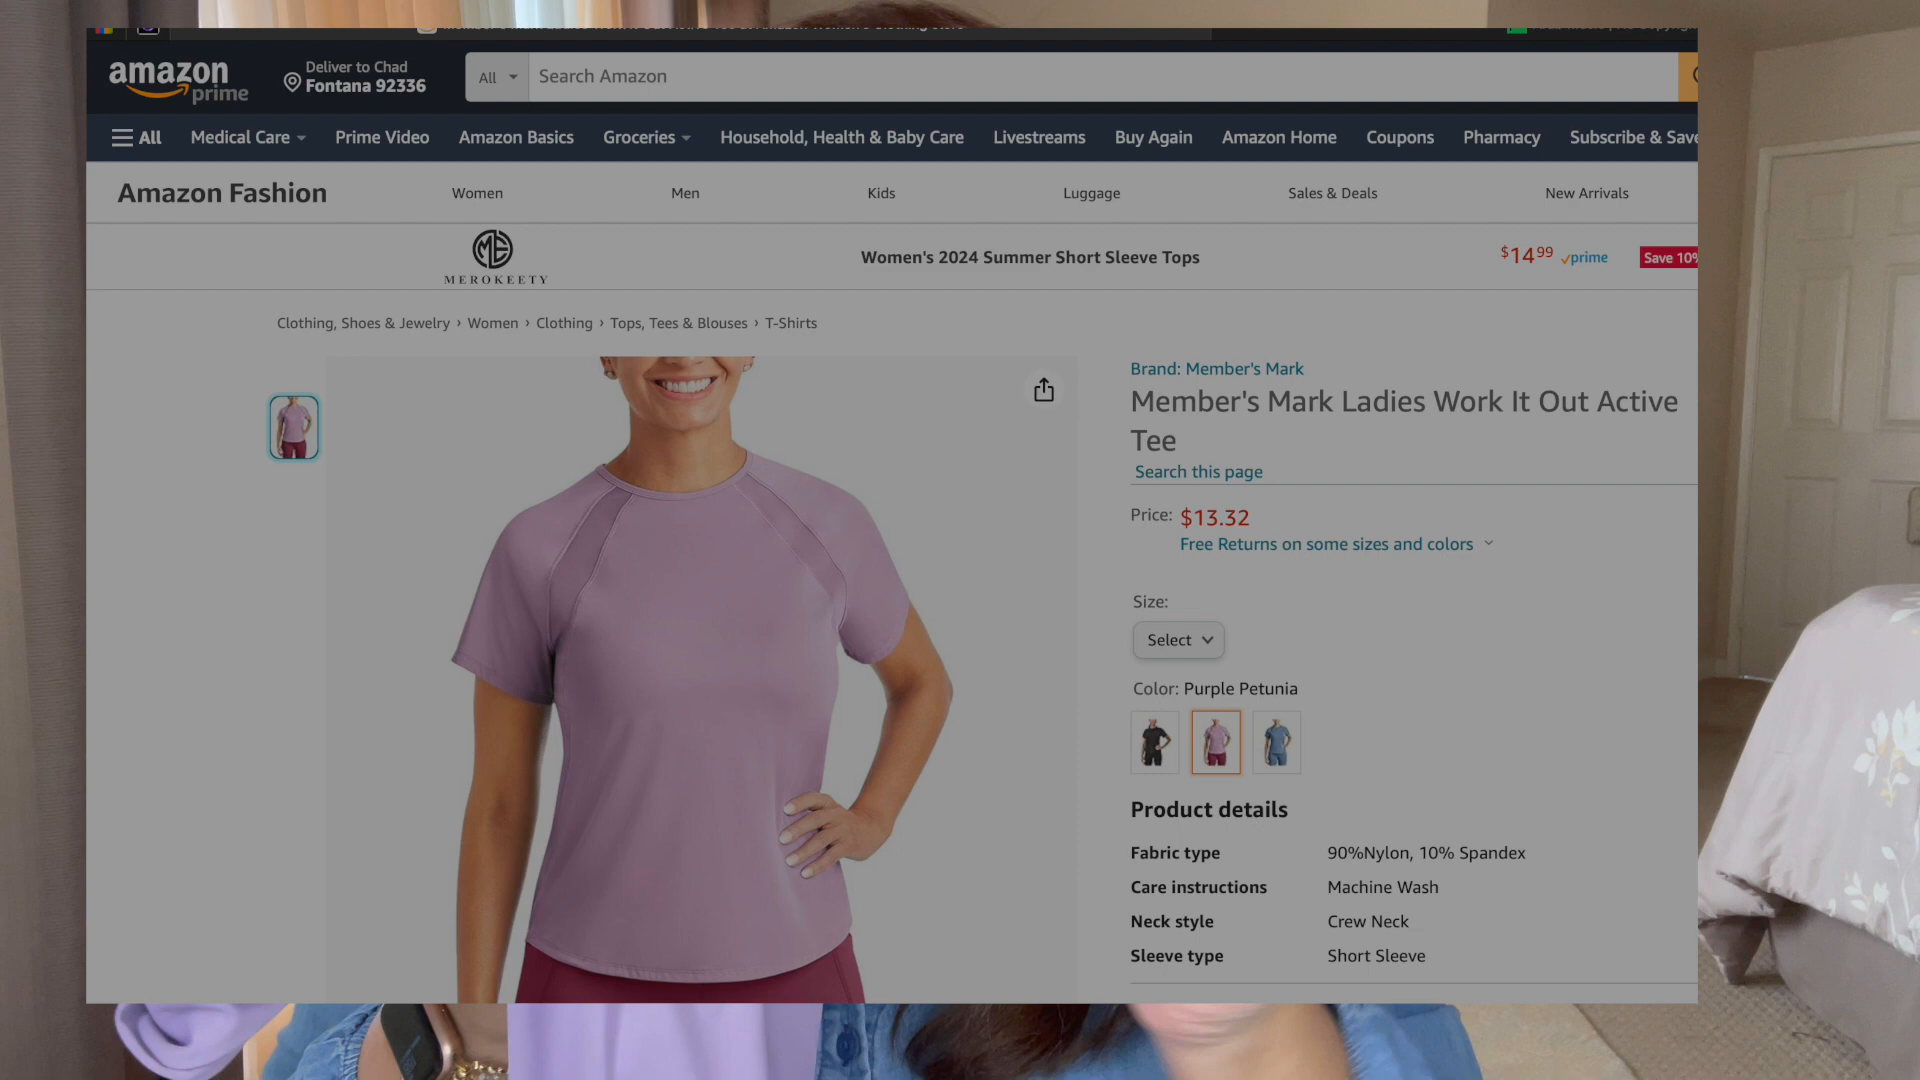 amazon
prime
Deliver to Chad
Fontana 92336
All
Search Amazon
All
Medical Care
Prime Video
Amazon Basics
Groceries
Household, Health & Baby Care
Livestreams
Buy Again
Amazon Home
Coupons
Pharmacy
Subscribe & Save
Amazon Fashion
Women
Men
Kids
Luggage
Sales & Deals
New Arrivals
ME
MEROKEETY
Women's 2024 Summer Short Sleeve Tops
$14.99
prime
Save 10%
Clothing, Shoes & Jewelry › Women › Clothing › Tops, Tees & Blouses › T-Shirts
Brand: Member's Mark
Member's Mark Ladies Work It Out Active
Tee
Search this page
Price: $13.32
Free Returns on some sizes and colors
Size:
Select
Color: Purple Petunia
Product details
Fabric type 90%Nylon, 10% Spandex
Care instructions Machine Wash
Neck style Crew Neck
Sleeve type Short Sleeve